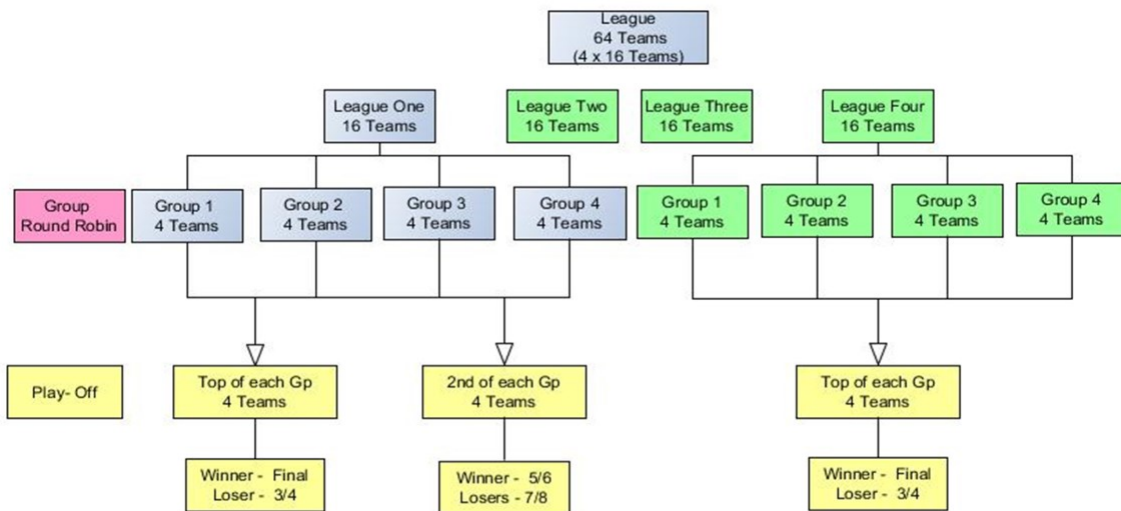 League
64 Teams
(4 x 16 Teams)
League One
16 Teams
League Two
16 Teams
League Three
16 Teams
League Four
16 Teams
Group
Round Robin
Group 1
4 Teams
Group 2
4 Teams
Group 3
4 Teams
Group 4
4 Teams
Group 1
4 Teams
Group 2
4 Teams
Group 3
4 Teams
Group 4
4 Teams
Play- Off
Top of each Gp
4 Teams
2nd of each Gp
4 Teams
Top of each Gp
4 Teams
Winner - Final
Loser - 3/4
Winner - 5/6
Losers - 7/8
Winner - Final
Loser - 3/4